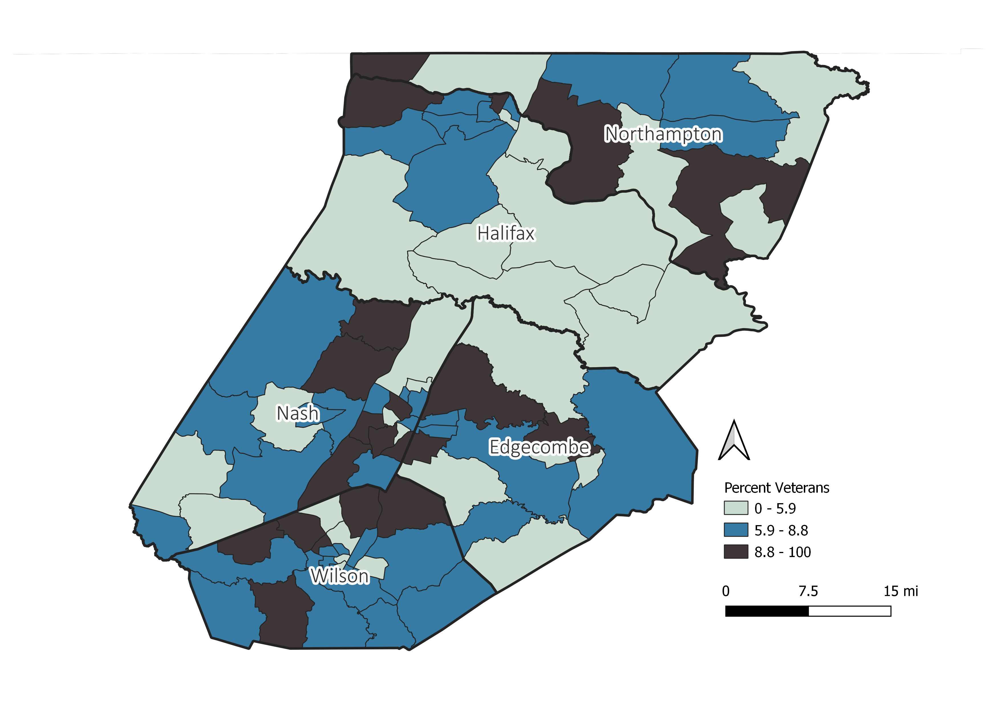 Northampton
Halifax
Nash
Edgecombe
Wilson
Percent Veterans
0 - 5.9
5.9 - 8.8
8.8 - 100
0 7.5 15 mi